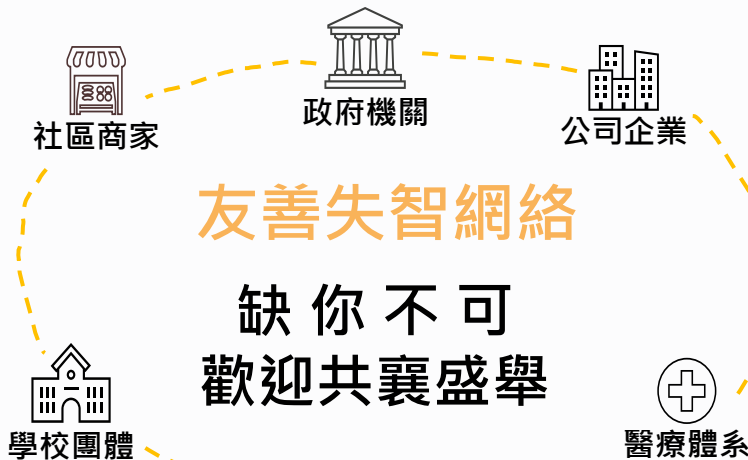 政府機關
社區商家
公司企業
友善失智網絡
缺你不可
歡迎共襄盛舉
學校團體
醫療體系